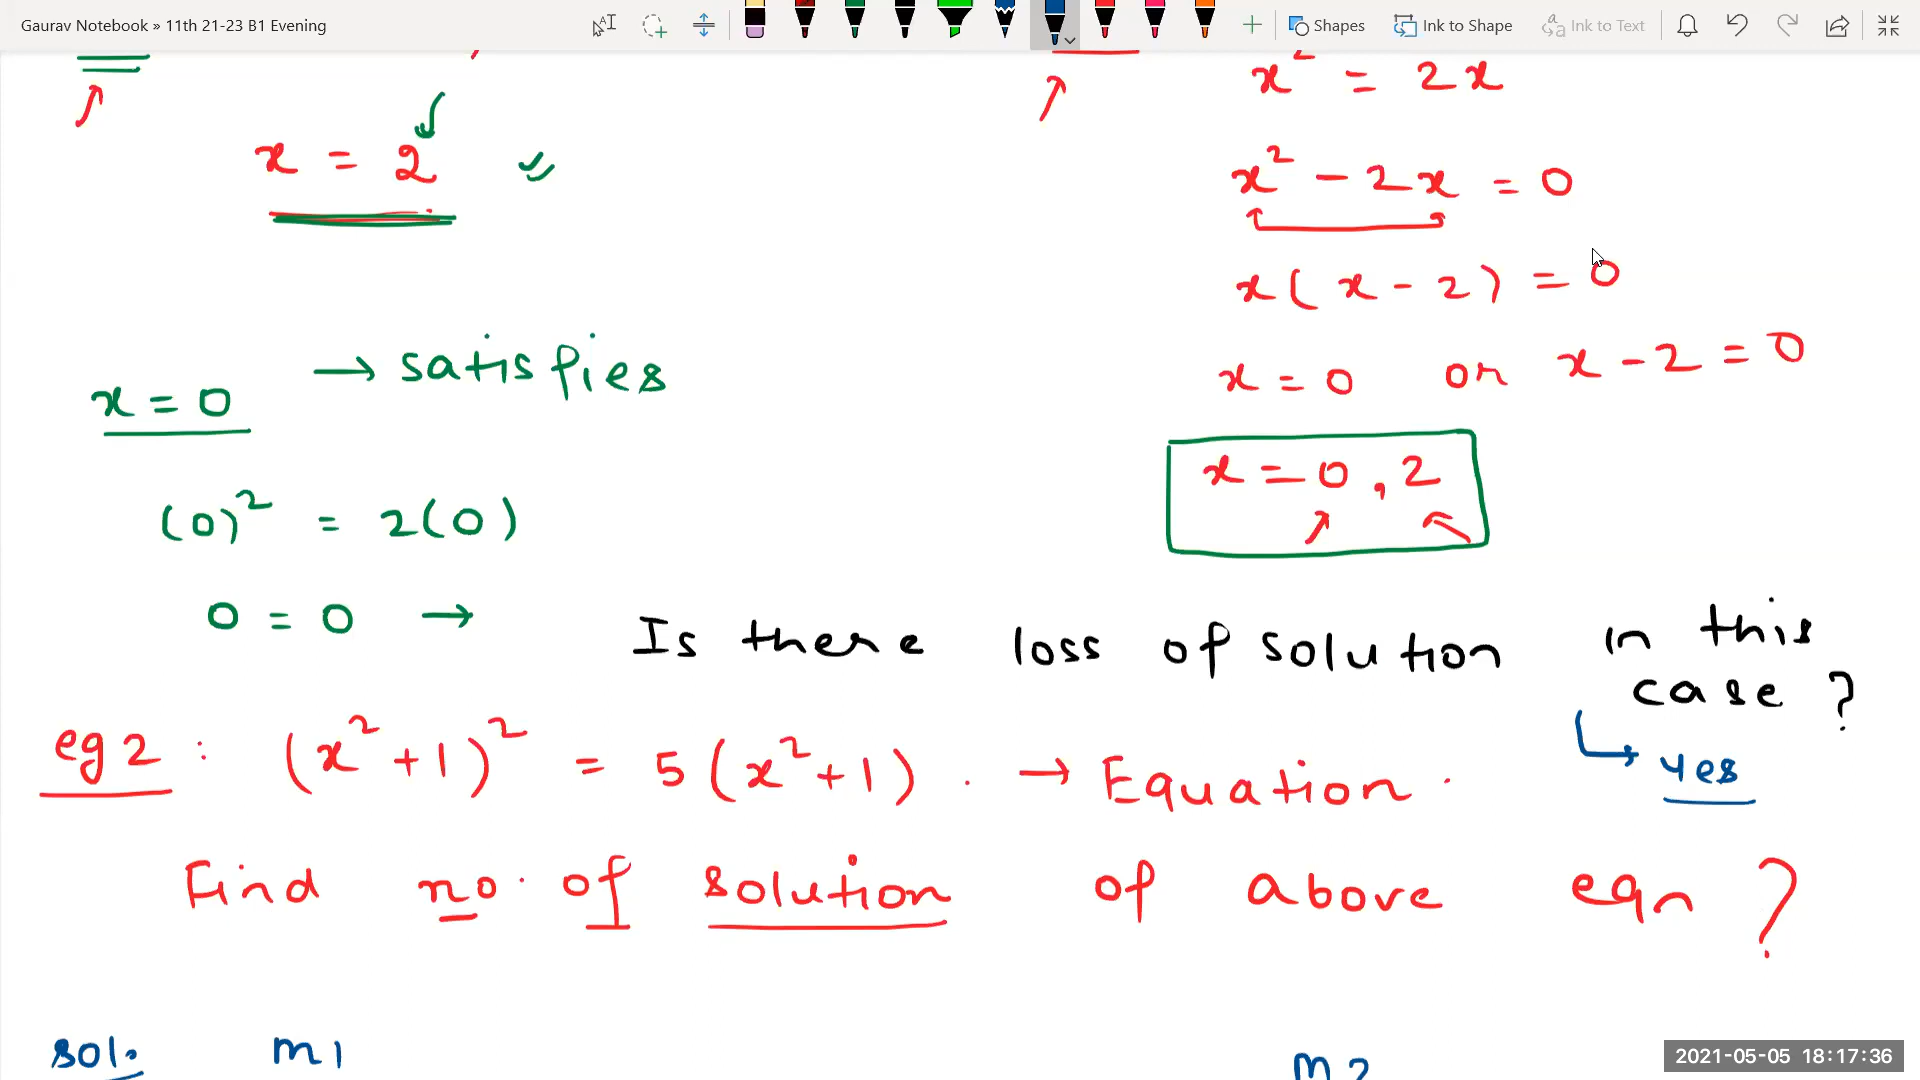 Gaurav Notebook » 11th 21-23 B1 Evening
Shapes
Ink to Shape
Ink to Text
x² = 2x
x = 2
x² - 2x = 0
x(x-2) = 0
x = 0 → satisfies
x = 0 or x-2 = 0
x = 0, 2
(0)² = 2(0)
0 = 0 →
Is there loss of solution in this case?
yes
eg 2 : (x²+1)² = 5(x²+1). → Equation.
Find no. of solution of above eqn ?
sol: m1
m2
2021-05-05 18:17:36